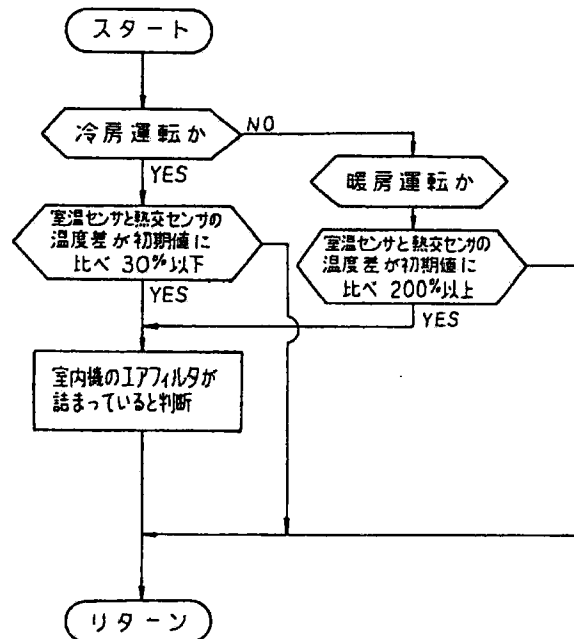 スタート
冷房運転か
NO
YES
暖房運転か
室温センサと熱交センサの
温度差が初期値に
比べ 30%以下
室温センサと熱交センサの
温度差が初期値に
比べ 200%以上
YES
YES
室内機のエアフィルタが
詰まっていると判断
リターン